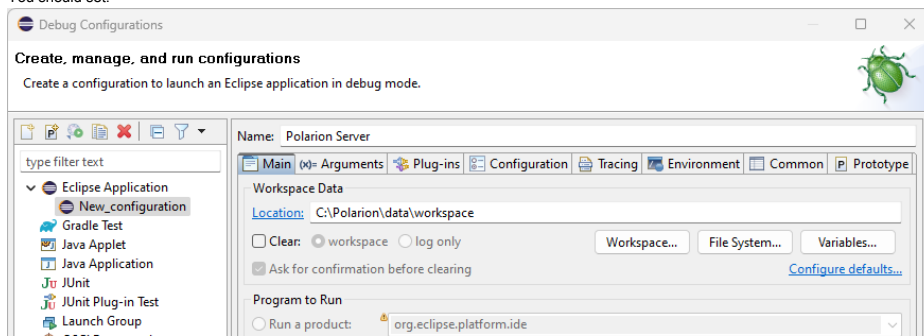 You should set:
Debug Configurations
Create, manage, and run configurations
Create a configuration to launch an Eclipse application in debug mode.
Name: Polarion Server
type filter text
Main (x)= Arguments Plug-ins Configuration Tracing Environment Common P Prototype
Eclipse Application
New_configuration
Gradle Test
Java Applet
Java Application
Ju JUnit
JUnit Plug-in Test
Launch Group
Workspace Data
Location: C:\Polarion\data\workspace
Clear: workspace log only Workspace... File System... Variables...
Ask for confirmation before clearing Configure defaults...
Program to Run
Run a product: org.eclipse.platform.ide